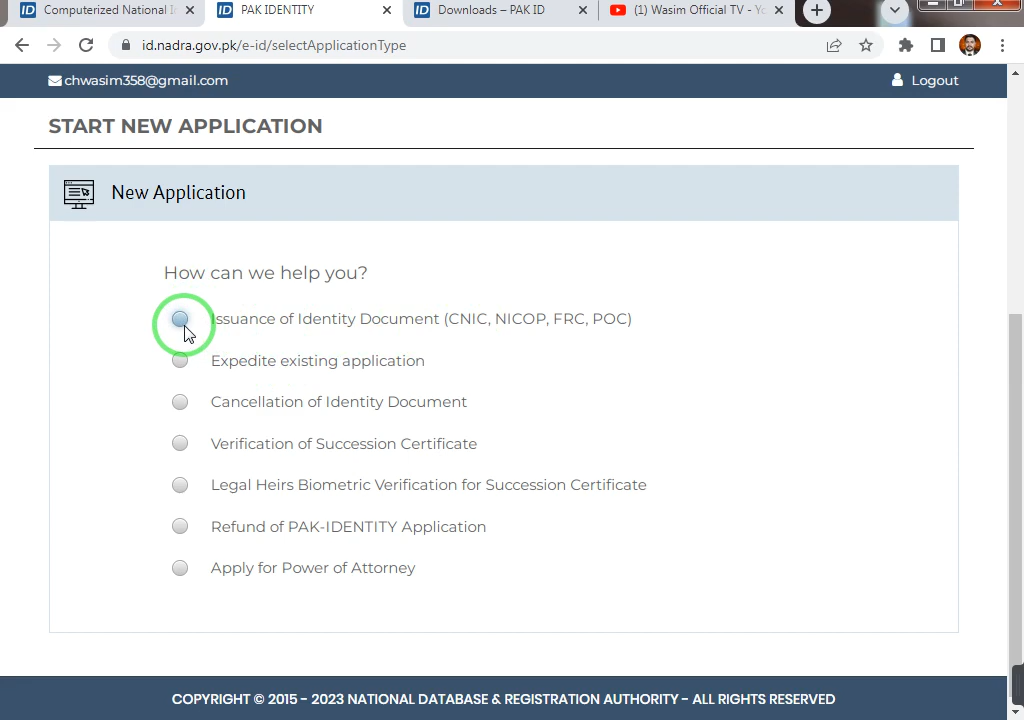 Computerized National I
PAK IDENTITY
Downloads – PAK ID
(1) Wasim Official TV - Yo
id.nadra.gov.pk/e-id/selectApplicationType
chwasim358@gmail.com
Logout
START NEW APPLICATION
New Application
How can we help you?
Issuance of Identity Document (CNIC, NICOP, FRC, POC)
Expedite existing application
Cancellation of Identity Document
Verification of Succession Certificate
Legal Heirs Biometric Verification for Succession Certificate
Refund of PAK-IDENTITY Application
Apply for Power of Attorney
COPYRIGHT © 2015 - 2023 NATIONAL DATABASE & REGISTRATION AUTHORITY - ALL RIGHTS RESERVED